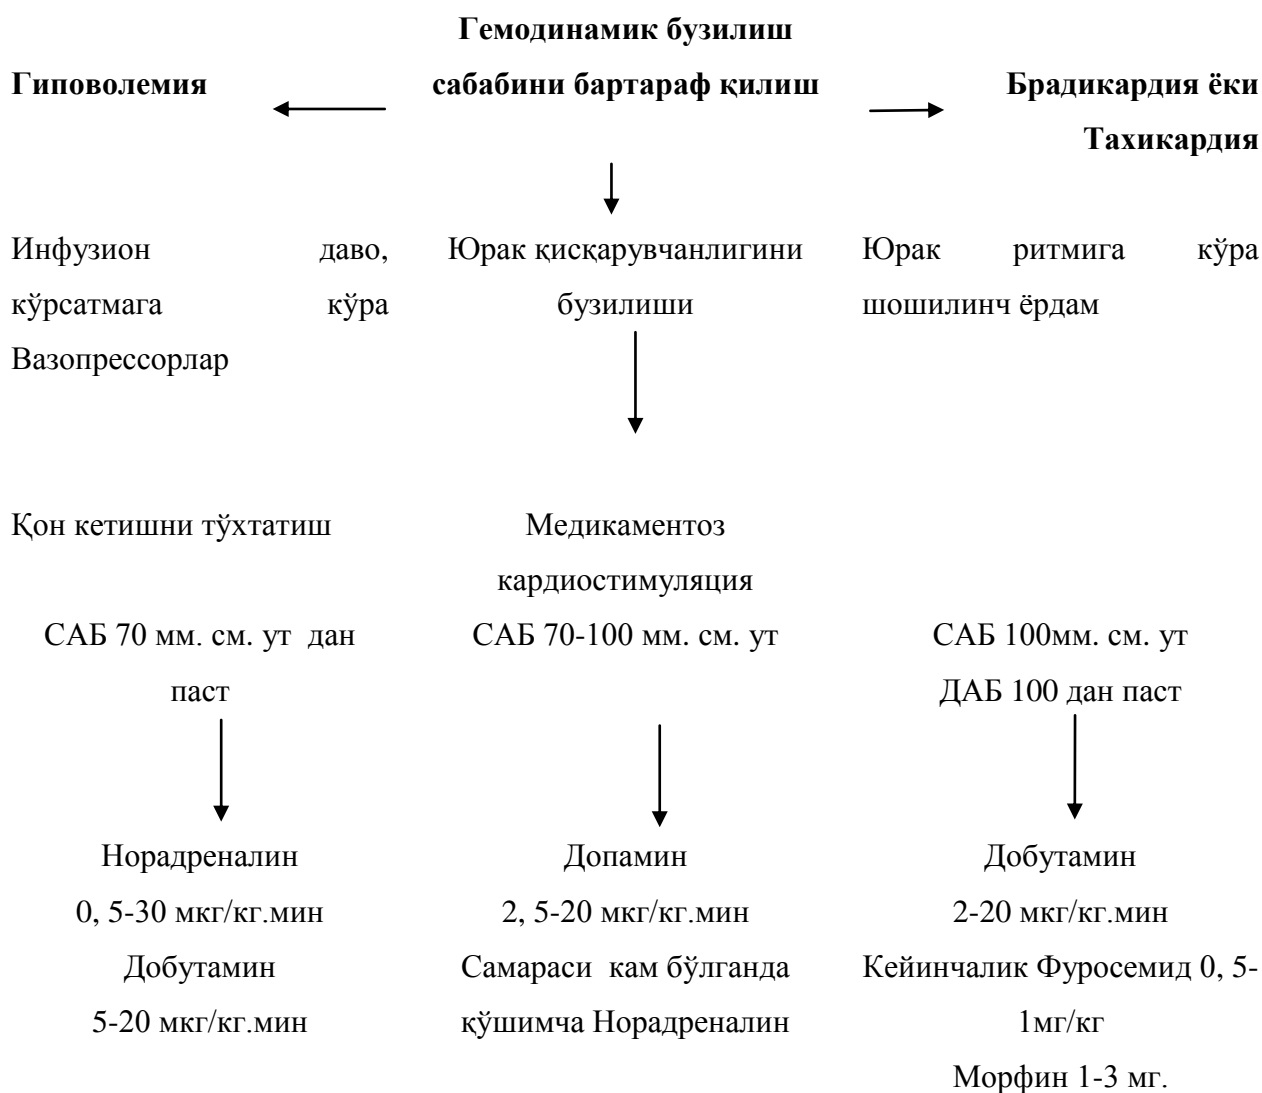 Гемодинамик бузилиш
Гиповолемия сабабини бартараф қилиш Брадикардия ёки
Тахикардия
Инфузион даво, Юрак қисқарувчанлигини Юрак ритмига кўра
кўрсатмага кўра бузилиши шошилинч ёрдам
Вазопрессорлар
Қон кетишни тўхтатиш Медикаментоз
кардиостимуляция
САБ 70 мм. см. ут дан САБ 70-100 мм. см. ут САБ 100мм. см. ут
паст ДАБ 100 дан паст
Норадреналин Допамин Добутамин
0, 5-30 мкг/кг.мин 2, 5-20 мкг/кг.мин 2-20 мкг/кг.мин
Добутамин Самараси кам бўлганда Кейинчалик Фуросемид 0, 5-
5-20 мкг/кг.мин қўшимча Норадреналин 1мг/кг
Морфин 1-3 мг.